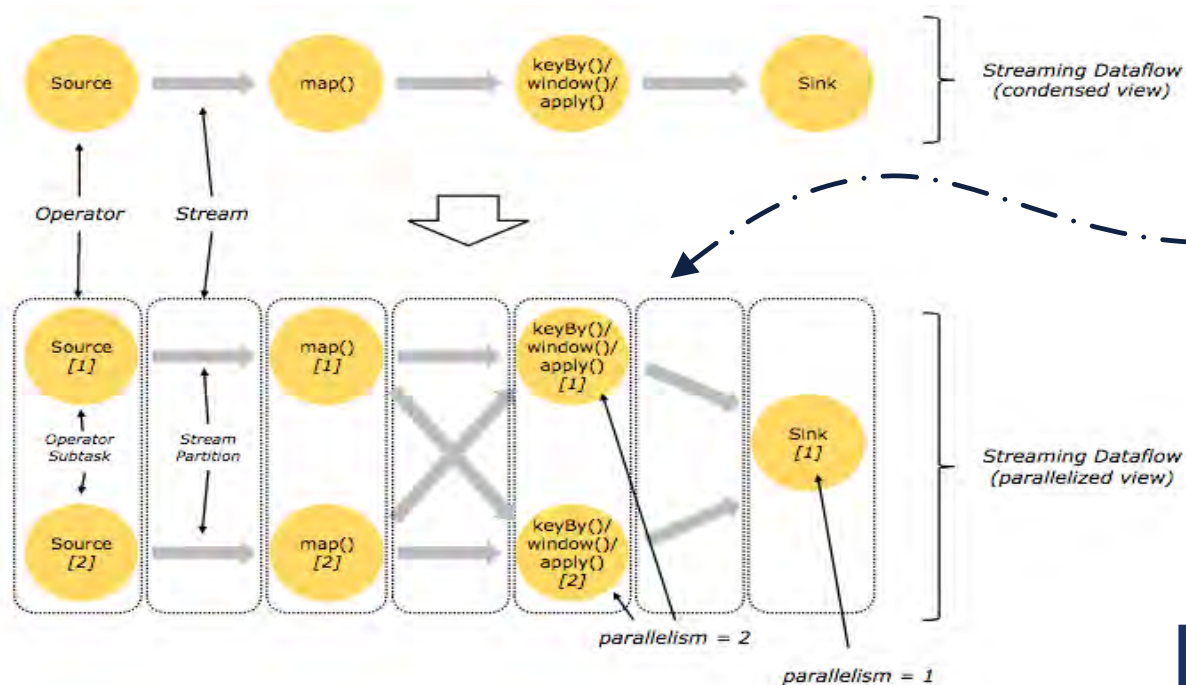 Source
map()
keyBy()/
window()/
apply()
Sink
Streaming Dataflow
(condensed view)
Operator
Stream
Source
[1]
map()
[1]
keyBy()/
window()/
apply()
[1]
Operator
Subtask
Stream
Partition
Sink
[1]
Streaming Dataflow
(parallelized view)
Source
[2]
map()
[2]
keyBy()/
window()/
apply()
[2]
parallelism = 2
parallelism = 1